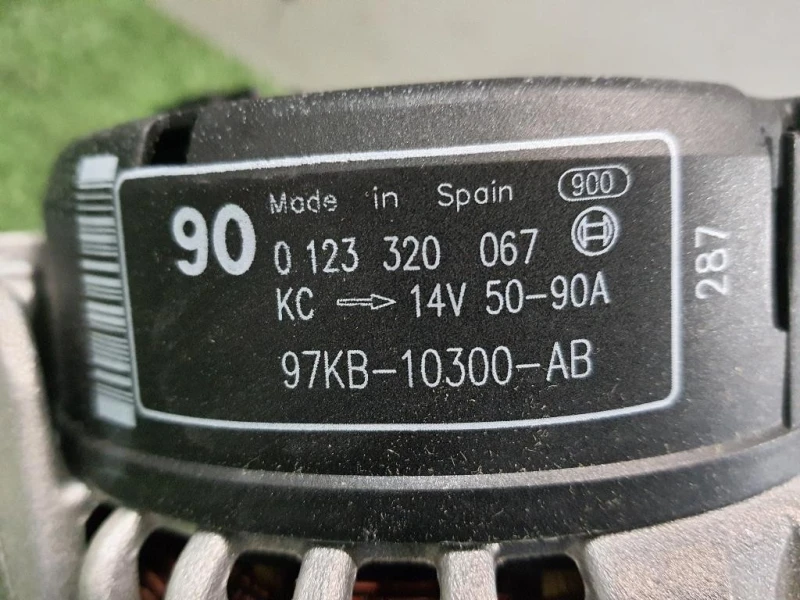 Made in Spain 900
90 0 123 320 067
KC → 14V 50-90A
97KB-10300-AB
287